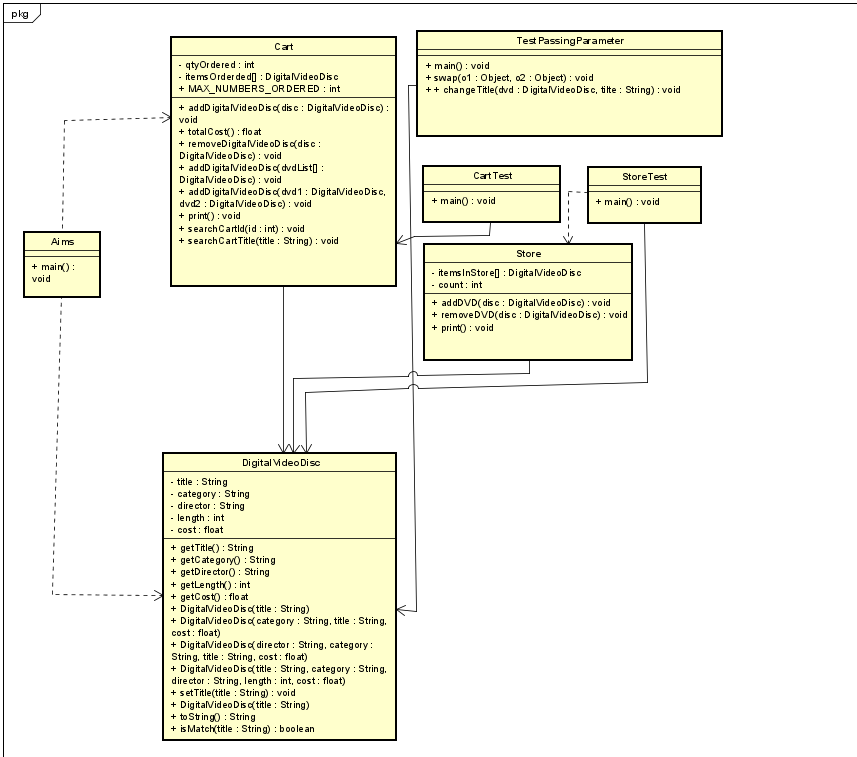 pkg
Cart
- qtyOrdered : int
- itemsOrderded[] : DigitalVideoDisc
+ MAX_NUMBERS_ORDERED : int
+ addDigitalVideoDisc(disc : DigitalVideoDisc) :
void
+ totalCost() : float
+ removeDigitalVideoDisc(disc :
DigitalVideoDisc) : void
+ addDigitalVideoDisc(dvdList[] :
DigitalVideoDisc) : void
+ addDigitalVideoDisc(dvd1 : DigitalVideoDisc,
dvd2 : DigitalVideoDisc) : void
+ print() : void
+ searchCartId(id : int) : void
+ searchCartTitle(title : String) : void
TestPassingParameter
+ main() : void
+ swap(o1 : Object, o2 : Object) : void
+ + changeTitle(dvd : DigitalVideoDisc, tilte : String) : void
CartTest
+ main() : void
StoreTest
+ main() : void
Aims
+ main() :
void
Store
- itemsInStore[] : DigitalVideoDisc
- count : int
+ addDVD(disc : DigitalVideoDisc) : void
+ removeDVD(disc : DigitalVideoDisc) : void
+ print() : void
DigitalVideoDisc
- title : String
- category : String
- director : String
- length : int
- cost : float
+ getTitle() : String
+ getCategory() : String
+ getDirector() : String
+ getLength() : int
+ getCost() : float
+ DigitalVideoDisc(title : String)
+ DigitalVideoDisc(category : String, title : String,
cost : float)
+ DigitalVideoDisc(director : String, category :
String, title : String, cost : float)
+ DigitalVideoDisc(title : String, category : String,
director : String, length : int, cost : float)
+ setTitle(title : String) : void
+ DigitalVideoDisc(title : String)
+ toString() : String
+ isMatch(title : String) : boolean